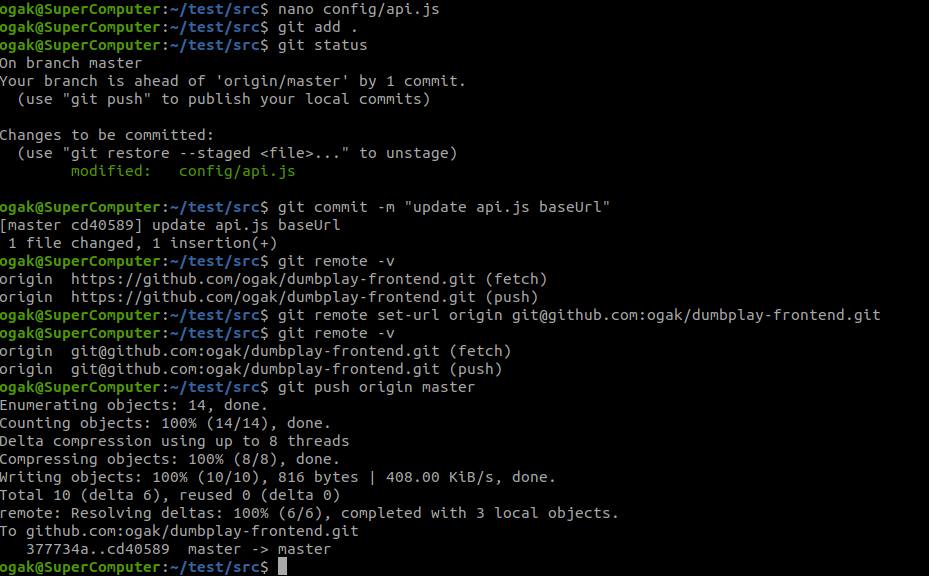 ogak@SuperComputer:~/test/src$ nano config/api.js
ogak@SuperComputer:~/test/src$ git add .
ogak@SuperComputer:~/test/src$ git status
On branch master
Your branch is ahead of 'origin/master' by 1 commit.
  (use "git push" to publish your local commits)

Changes to be committed:
  (use "git restore --staged <file>..." to unstage)
        modified:   config/api.js

ogak@SuperComputer:~/test/src$ git commit -m "update api.js baseUrl"
[master cd40589] update api.js baseUrl
 1 file changed, 1 insertion(+)
ogak@SuperComputer:~/test/src$ git remote -v
origin  https://github.com/ogak/dumbplay-frontend.git (fetch)
origin  https://github.com/ogak/dumbplay-frontend.git (push)
ogak@SuperComputer:~/test/src$ git remote set-url origin git@github.com:ogak/dumbplay-frontend.git
ogak@SuperComputer:~/test/src$ git remote -v
origin  git@github.com:ogak/dumbplay-frontend.git (fetch)
origin  git@github.com:ogak/dumbplay-frontend.git (push)
ogak@SuperComputer:~/test/src$ git push origin master
Enumerating objects: 14, done.
Counting objects: 100% (14/14), done.
Delta compression using up to 8 threads
Compressing objects: 100% (8/8), done.
Writing objects: 100% (10/10), 816 bytes | 408.00 KiB/s, done.
Total 10 (delta 6), reused 0 (delta 0)
remote: Resolving deltas: 100% (6/6), completed with 3 local objects.
To github.com:ogak/dumbplay-frontend.git
   377734a..cd40589  master -> master
ogak@SuperComputer:~/test/src$